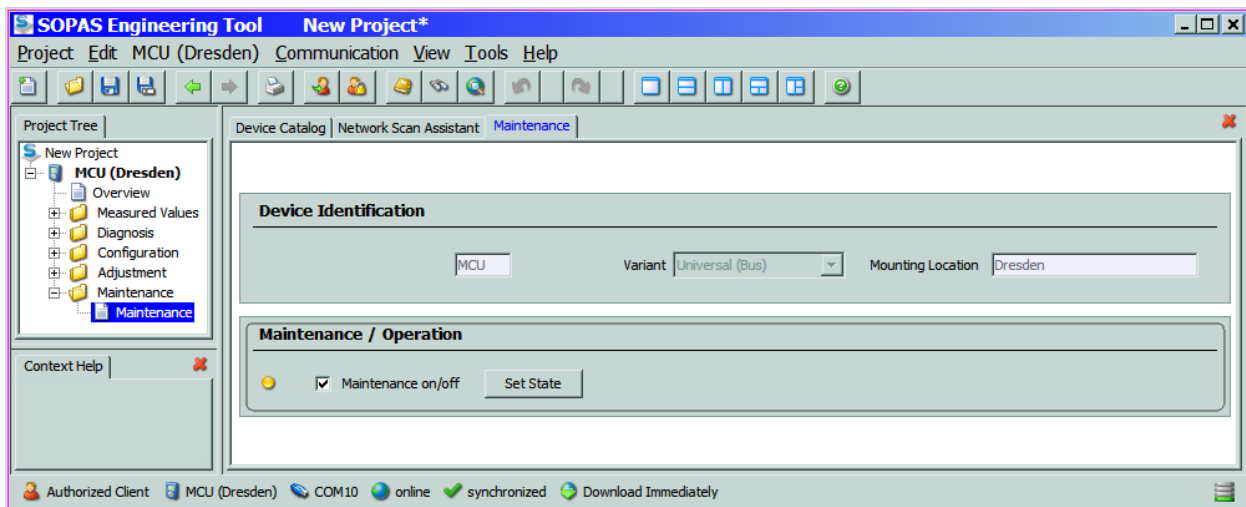 SOPAS Engineering Tool New Project*
Project Edit MCU (Dresden) Communication View Tools Help
Project Tree
Device Catalog Network Scan Assistant Maintenance
New Project
MCU (Dresden)
Overview
Measured Values
Diagnosis
Configuration
Adjustment
Maintenance
Maintenance
Device Identification
MCU Variant Universal (Bus) Mounting Location Dresden
Maintenance / Operation
Maintenance on/off Set State
Context Help
Authorized Client MCU (Dresden) COM10 online synchronized Download Immediately